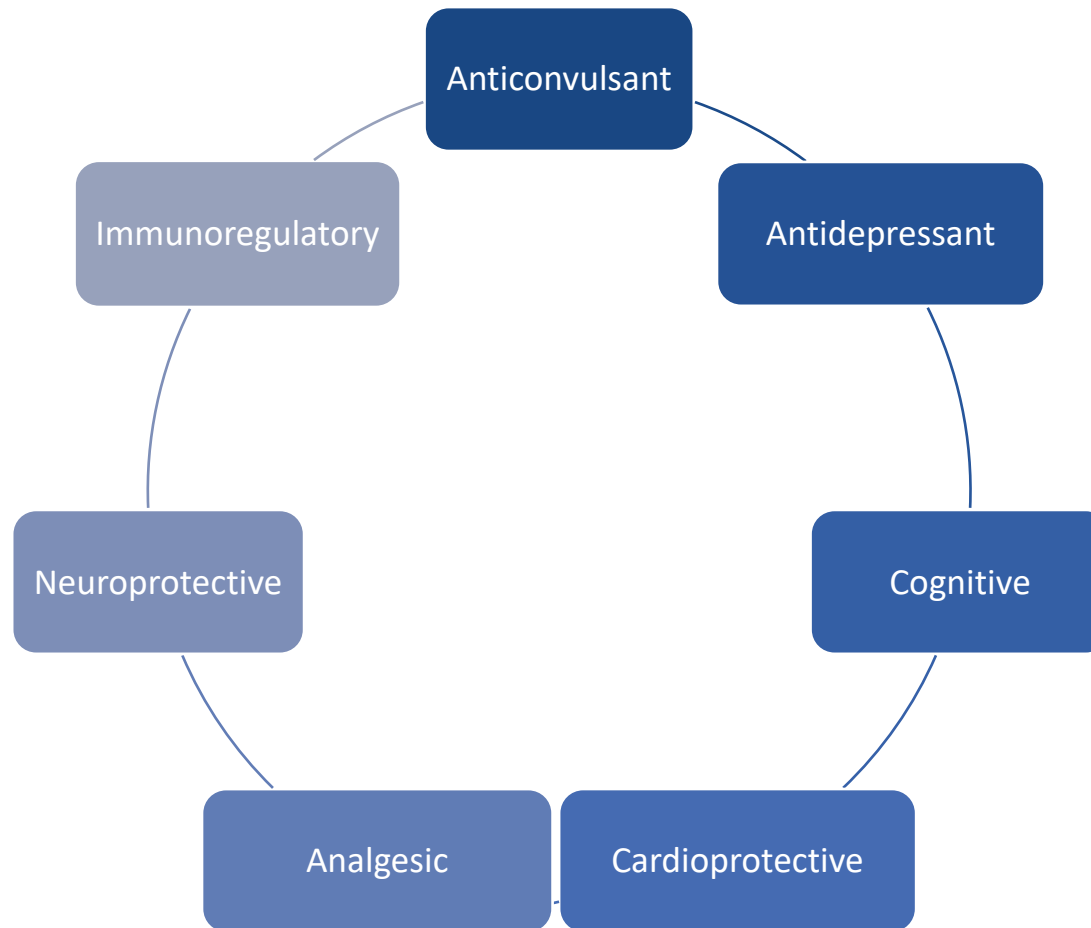 Anticonvulsant
Antidepressant
Cognitive
Cardioprotective
Analgesic
Neuroprotective
Immunoregulatory